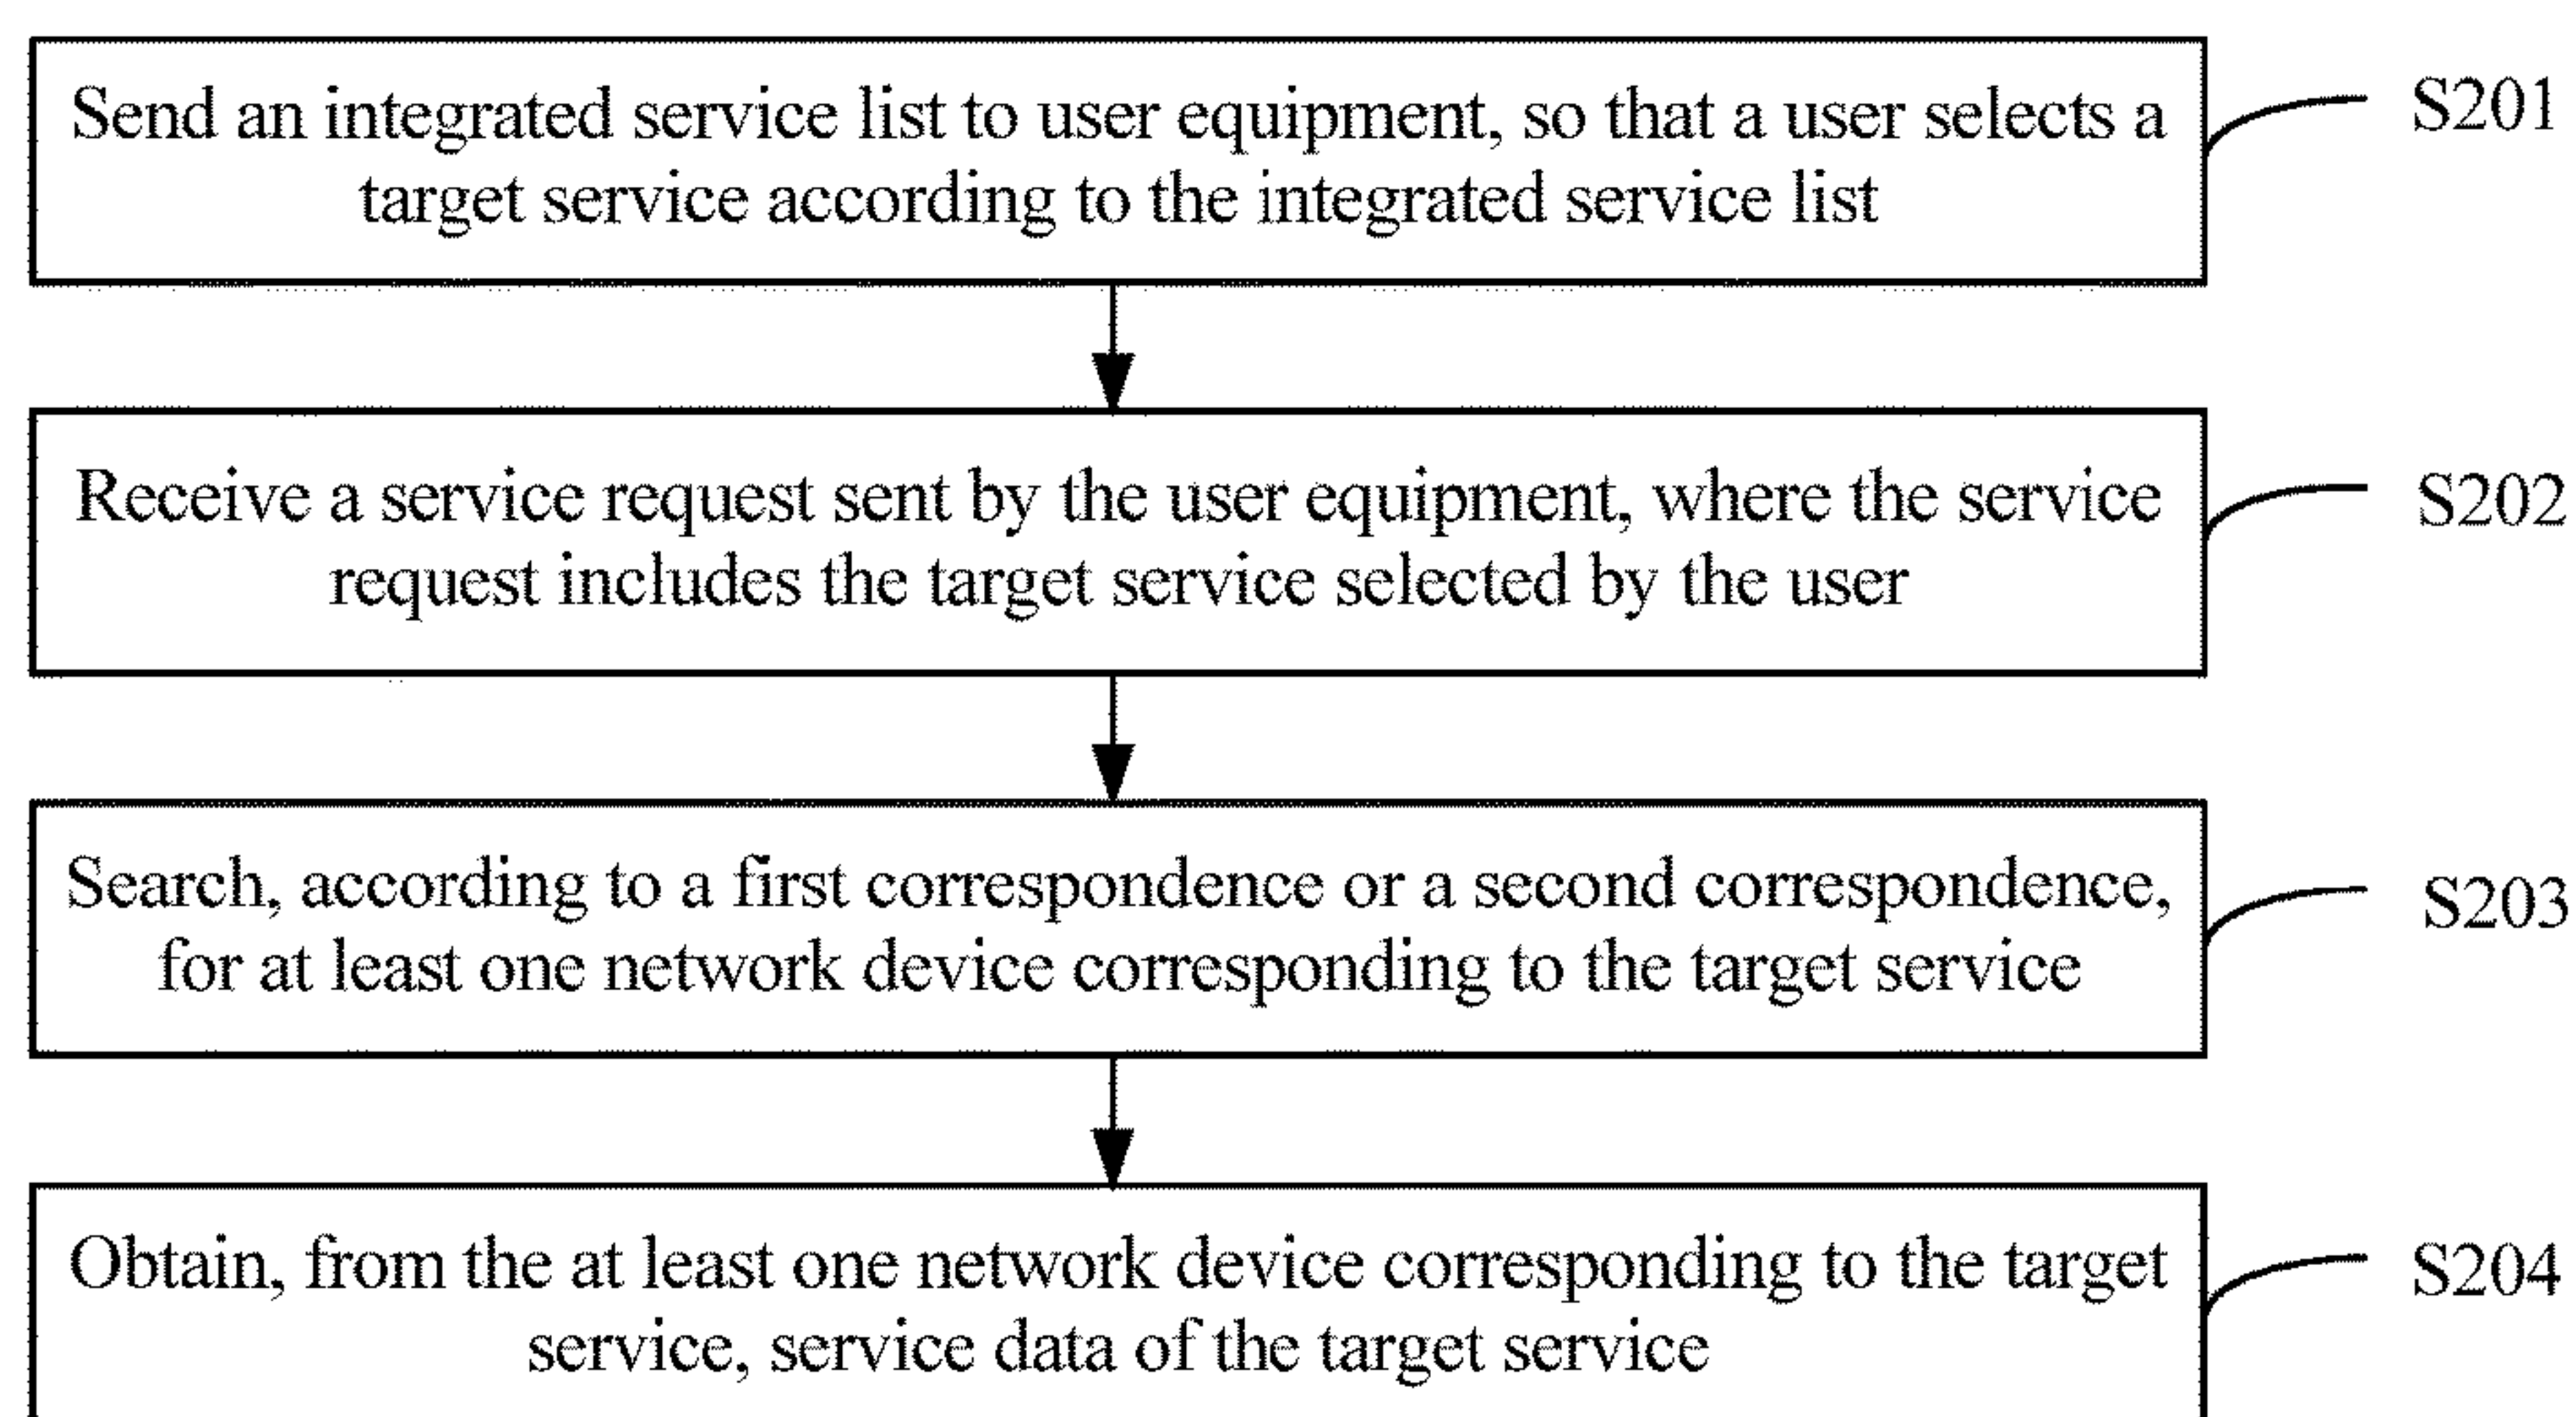 Send an integrated service list to user equipment, so that a user selects a
target service according to the integrated service list
S201
Receive a service request sent by the user equipment, where the service
request includes the target service selected by the user
S202
Search, according to a first correspondence or a second correspondence,
for at least one network device corresponding to the target service
S203
Obtain, from the at least one network device corresponding to the target
service, service data of the target service
S204